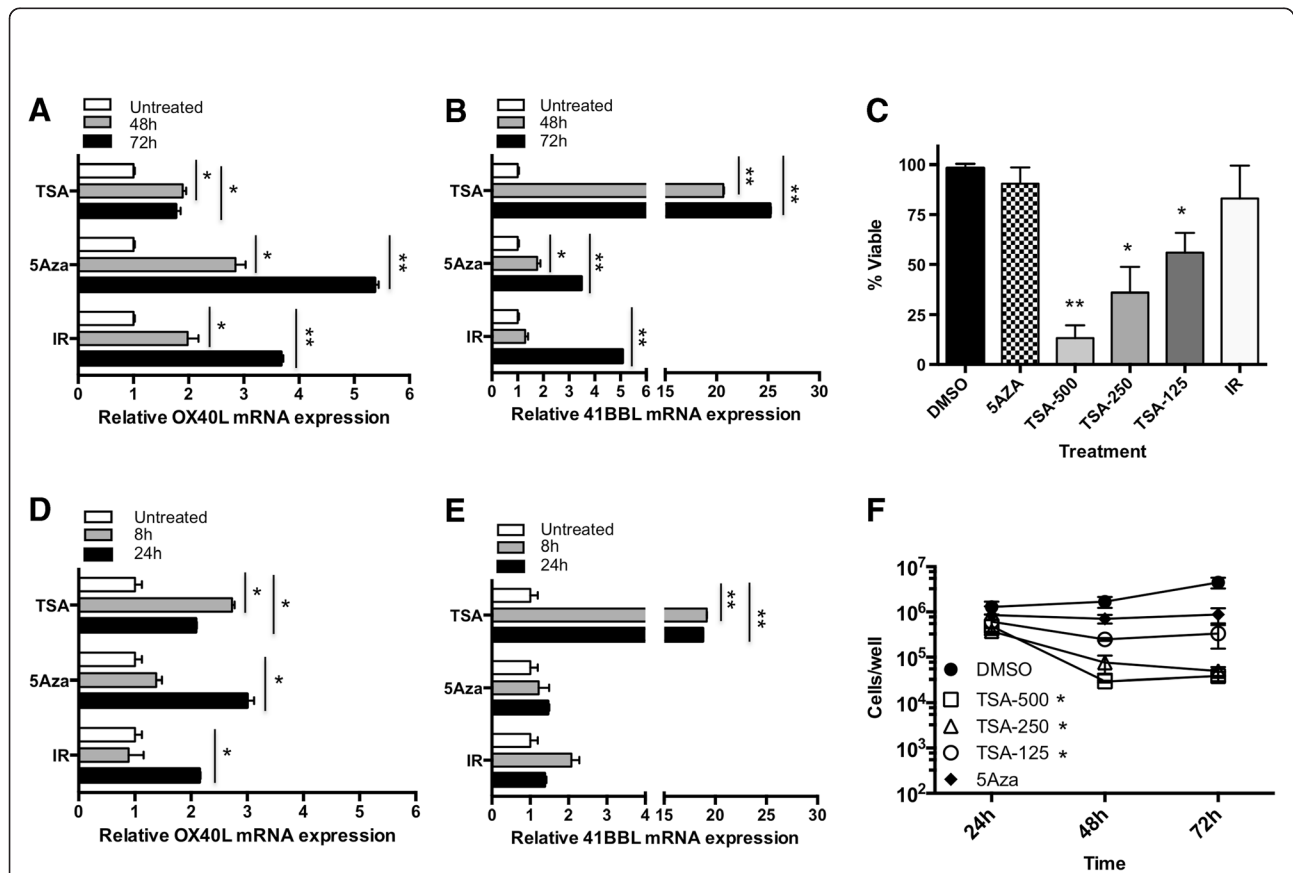 A
Untreated
48h
72h
TSA
*
*
5Aza
*
**
IR
*
**
0 1 2 3 4 5 6
Relative OX40L mRNA expression
B
Untreated
48h
72h
TSA
**
**
5Aza
*
**
IR
**
0 1 2 3 4 5 6 15 20 25 30
Relative 41BBL mRNA expression
C
% Viable
100
75
50
25
0
**
*
*
DMSO
5AZA
TSA-500
TSA-250
TSA-125
IR
Treatment
D
Untreated
8h
24h
TSA
*
*
5Aza
*
IR
*
0 1 2 3 4 5 6
Relative OX40L mRNA expression
E
Untreated
8h
24h
TSA
**
**
5Aza
IR
0 1 2 3 4 15 20 25 30
Relative 41BBL mRNA expression
F
Cells/well
10⁷
10⁶
10⁵
10⁴
10³
10²
DMSO
TSA-500 *
TSA-250 *
TSA-125 *
5Aza
24h
48h
72h
Time